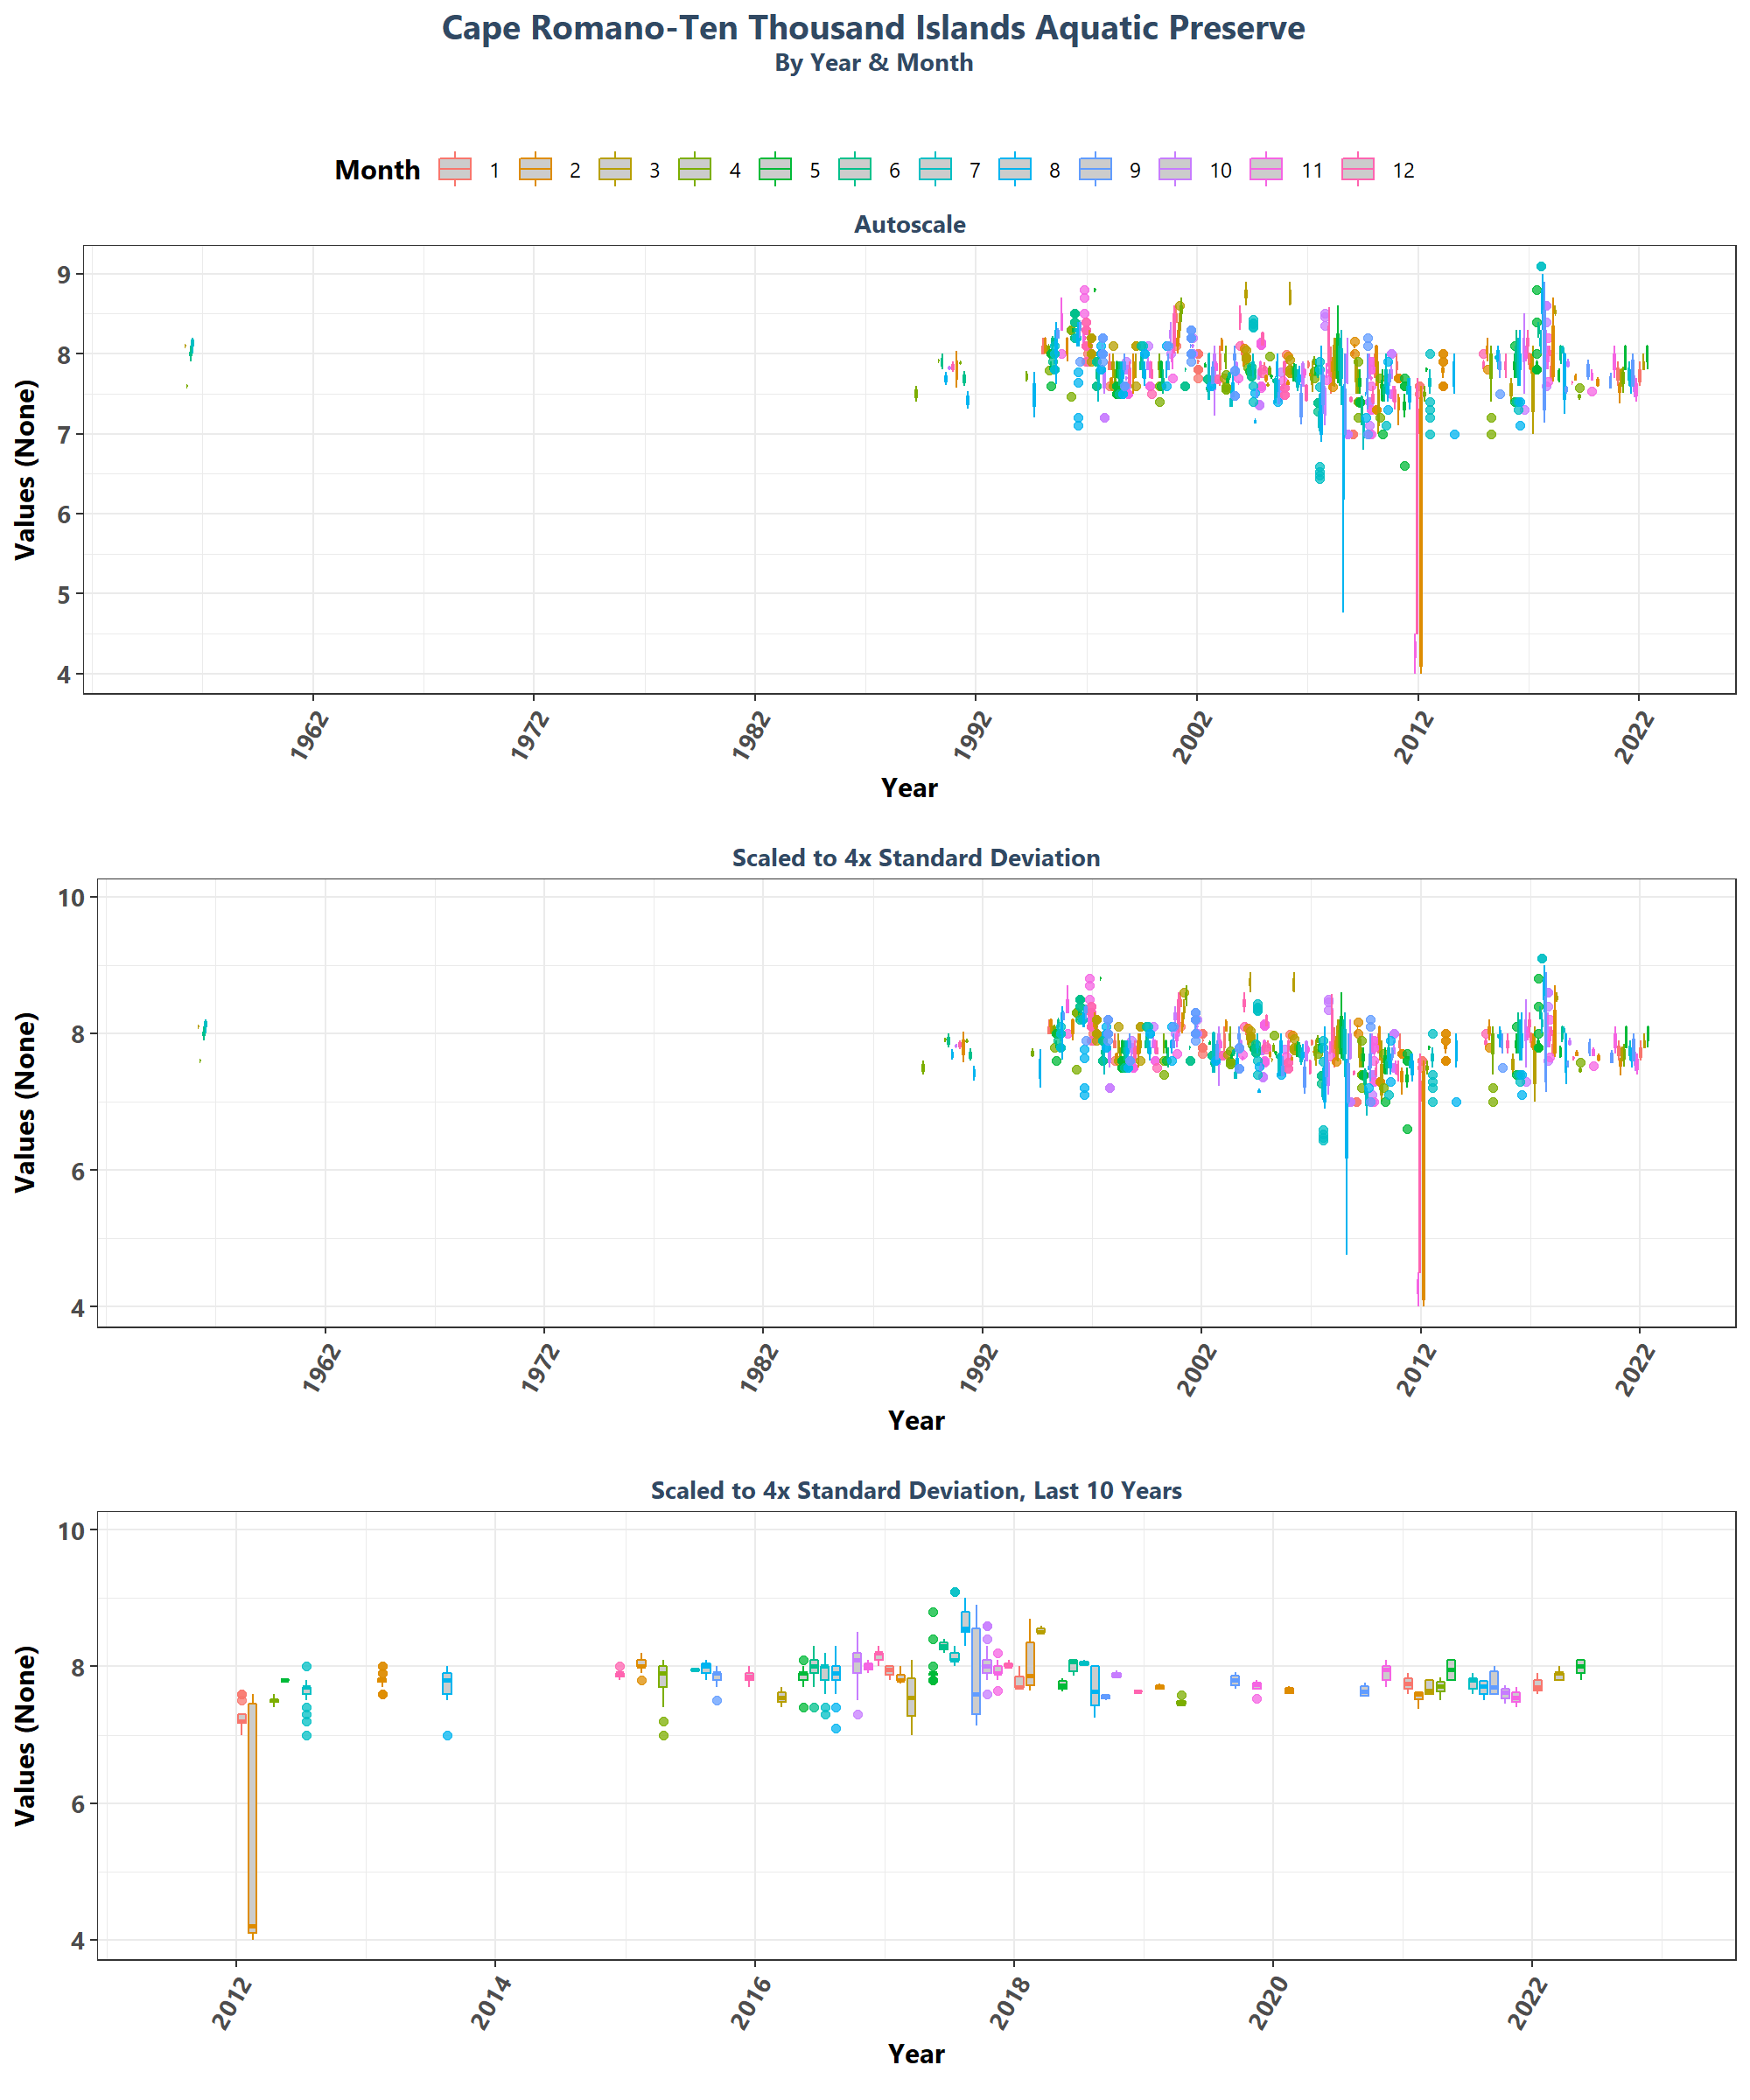 Cape Romano-Ten Thousand Islands Aquatic Preserve
By Year & Month
Month 1 2 3 4 5 6 7 8 9 10 11 12
Autoscale
Values (None)
9
8
7
6
5
4
1962 1972 1982 1992 2002 2012 2022
Year
Scaled to 4x Standard Deviation
Values (None)
10
8
6
4
1962 1972 1982 1992 2002 2012 2022
Year
Scaled to 4x Standard Deviation, Last 10 Years
Values (None)
10
8
6
4
2012 2014 2016 2018 2020 2022
Year